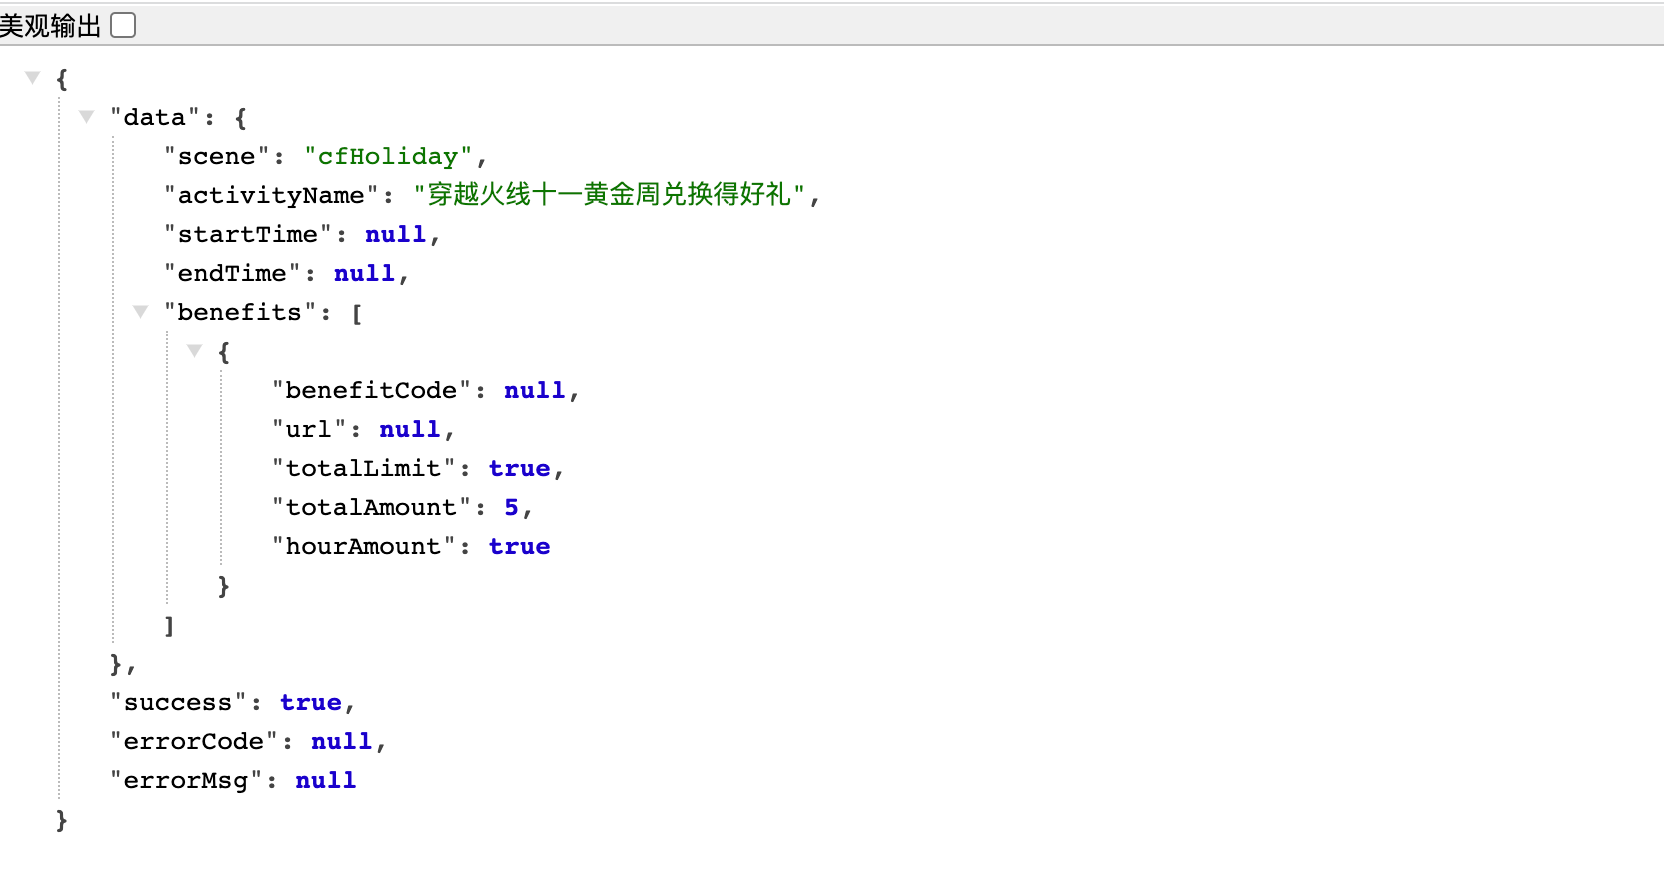 美观输出
{
"data": {
"scene": "cfHoliday",
"activityName": "穿越火线十一黄金周兑换得好礼",
"startTime": null,
"endTime": null,
"benefits": [
{
"benefitCode": null,
"url": null,
"totalLimit": true,
"totalAmount": 5,
"hourAmount": true
}
]
},
"success": true,
"errorCode": null,
"errorMsg": null
}